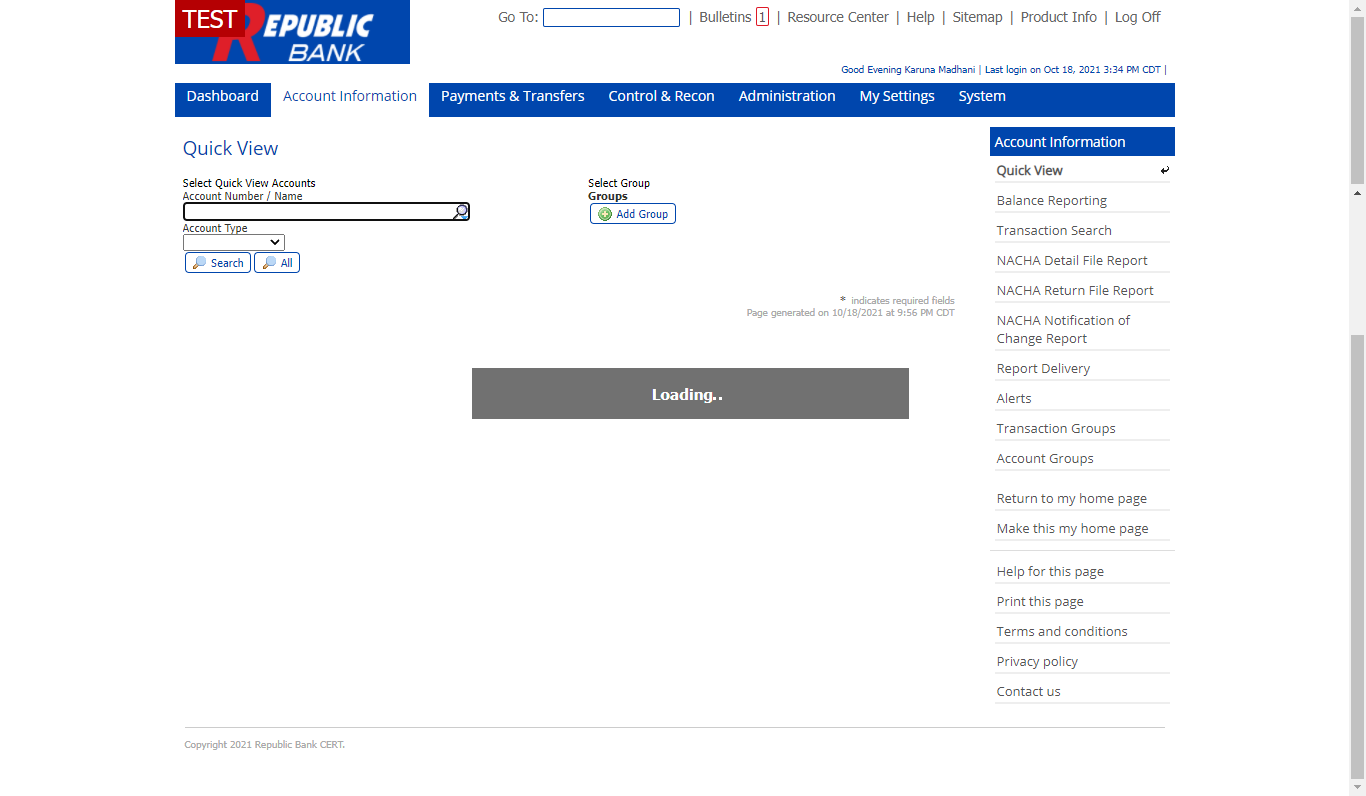 TEST
REPUBLIC
BANK
Go To: | Bulletins 1 | Resource Center | Help | Sitemap | Product Info | Log Off
Good Evening Karuna Madhani | Last login on Oct 18, 2021 3:34 PM CDT |
Dashboard Account Information Payments & Transfers Control & Recon Administration My Settings System
Quick View
Select Quick View Accounts
Account Number / Name
Account Type
Search All
Select Group
Groups
Add Group
* indicates required fields
Page generated on 10/18/2021 at 9:56 PM CDT
Loading..
Account Information
Quick View
Balance Reporting
Transaction Search
NACHA Detail File Report
NACHA Return File Report
NACHA Notification of
Change Report
Report Delivery
Alerts
Transaction Groups
Account Groups
Return to my home page
Make this my home page
Help for this page
Print this page
Terms and conditions
Privacy policy
Contact us
Copyright 2021 Republic Bank CERT.